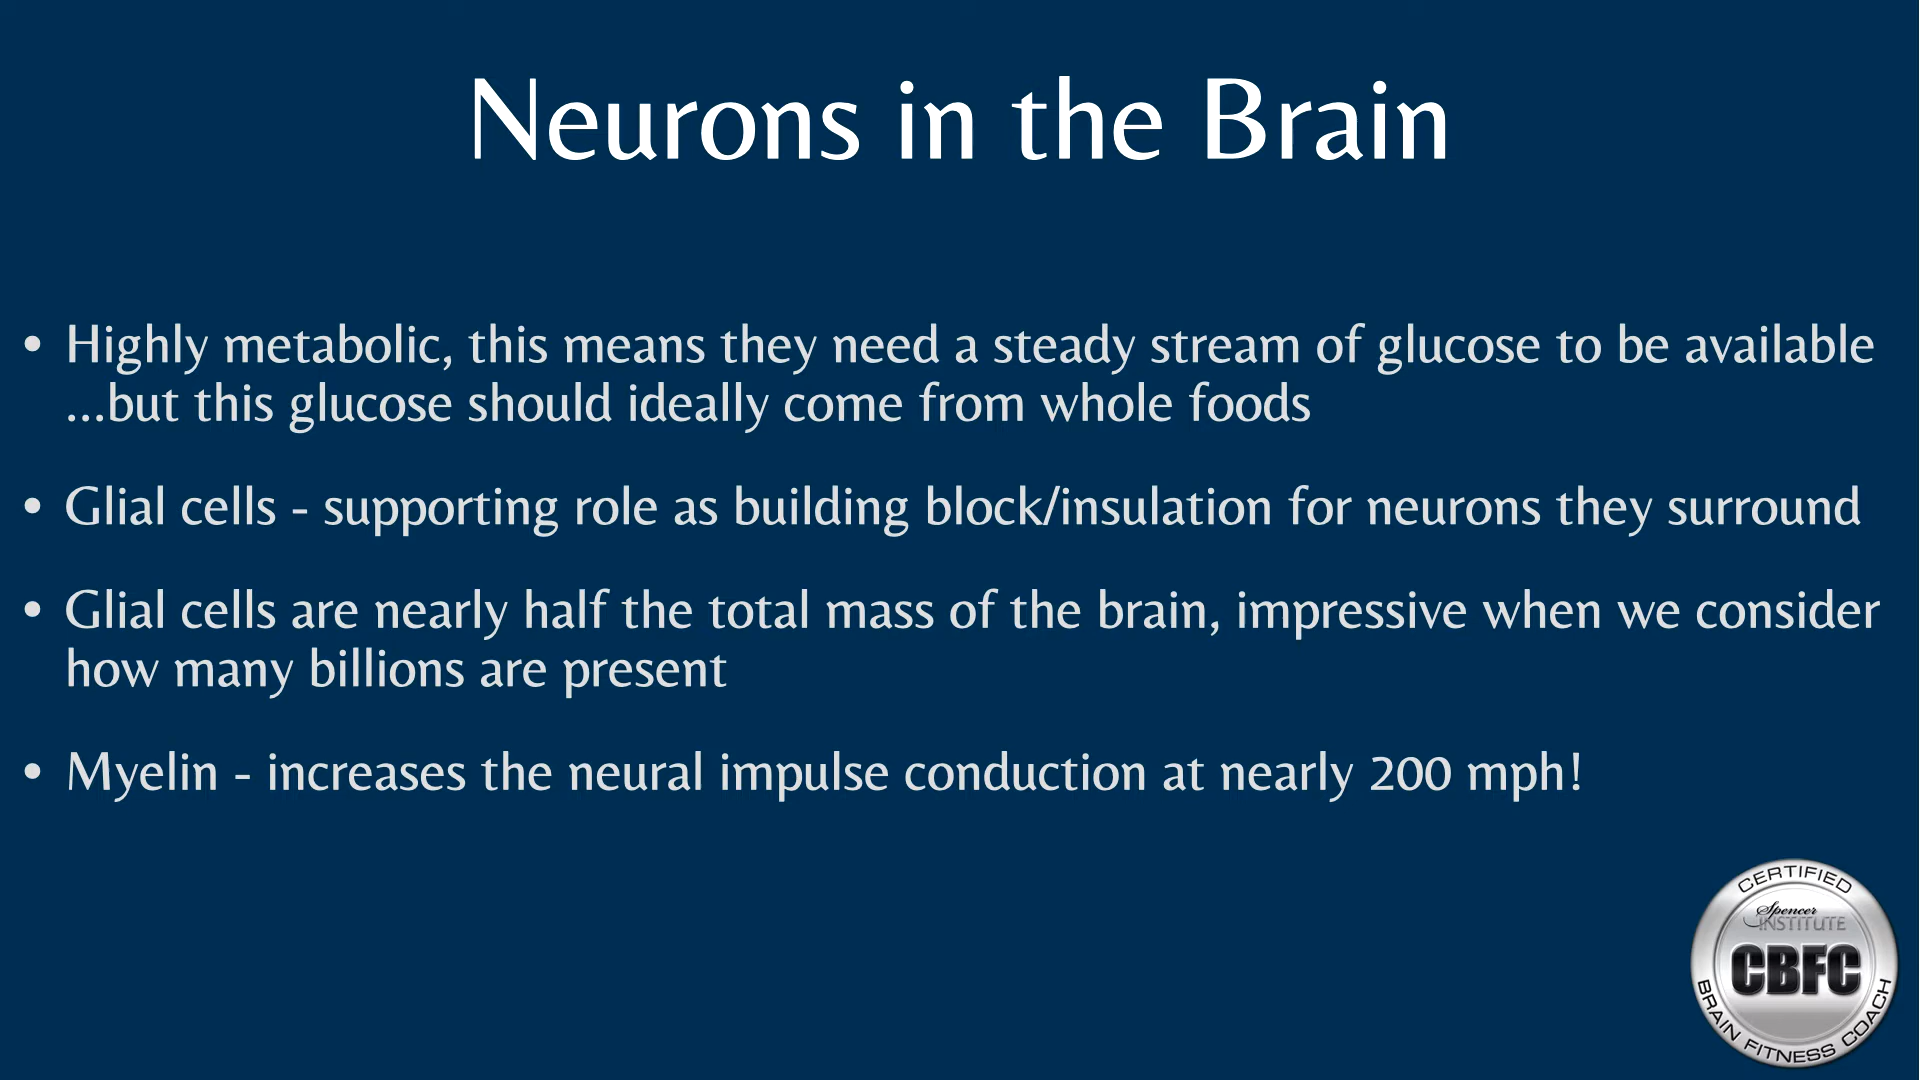 Neurons in the Brain
• Highly metabolic, this means they need a steady stream of glucose to be available
...but this glucose should ideally come from whole foods
• Glial cells - supporting role as building block/insulation for neurons they surround
• Glial cells are nearly half the total mass of the brain, impressive when we consider
how many billions are present
• Myelin - increases the neural impulse conduction at nearly 200 mph!
CERTIFIED
Spencer
INSTITUTE
CBFC
BRAIN FITNESS COACH